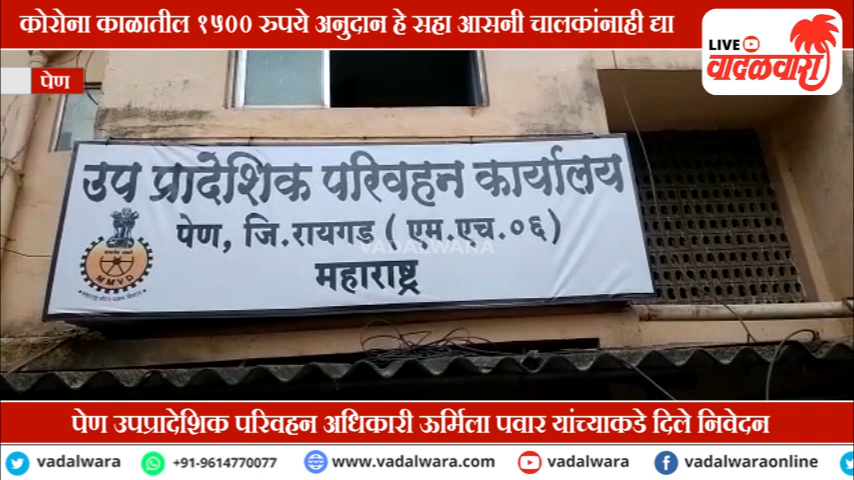 कोरोना काळातील १५०० रुपये अनुदान हे सहा आसनी चालकांनाही द्या
LIVE
वादळवारा
पेण
उप प्रादेशिक परिवहन कार्यालय
पेण, जि.रायगड ( एम.एच.०६)
महाराष्ट्र
MMVD
VADALWARA
पेण उपप्रादेशिक परिवहन अधिकारी ऊर्मिला पवार यांच्याकडे दिले निवेदन
vadalwara
+91-9614770077
www.vadalwara.com
vadalwara
vadalwaraonline